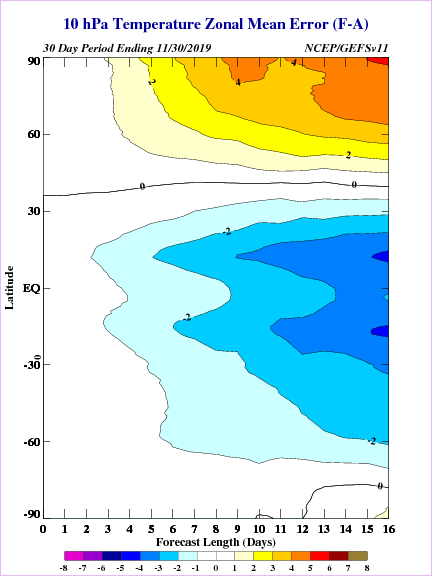 10 hPa Temperature Zonal Mean Error (F-A)
30 Day Period Ending 11/30/2019 NCEP/GEFSv11
90
60
30
EQ
-30
-60
-90
Latitude
2
4
4
2
0
0
-2
-2
-2
0
0 1 2 3 4 5 6 7 8 9 10 11 12 13 14 15 16
Forecast Length (Days)
-8 -7 -6 -5 -4 -3 -2 -1 0 1 2 3 4 5 6 7 8